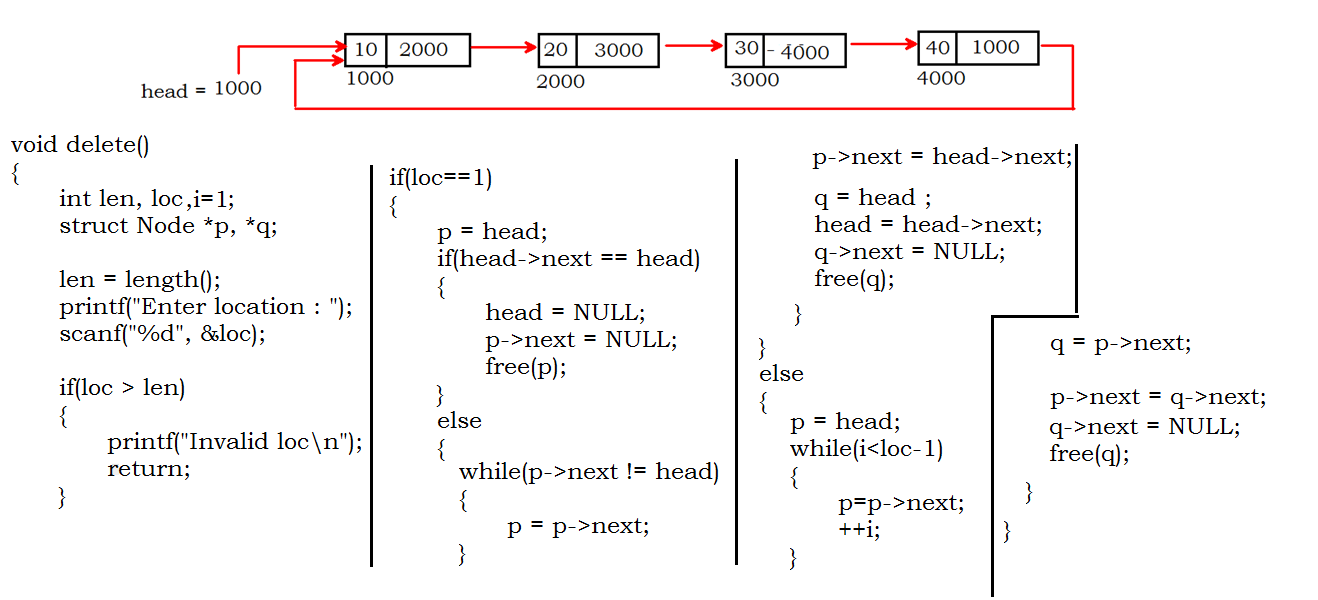 10 2000 20 3000 30 - 4000 40 1000
head = 1000 1000 2000 3000 4000
void delete()
{
int len, loc,i=1;
struct Node *p, *q;
len = length();
printf("Enter location : ");
scanf("%d", &loc);
if(loc > len)
{
printf("Invalid loc\n");
return;
}
if(loc==1)
{
p = head;
if(head->next == head)
{
head = NULL;
p->next = NULL;
free(p);
}
else
{
while(p->next != head)
{
p = p->next;
}
p->next = head->next;
q = head ;
head = head->next;
q->next = NULL;
free(q);
}
}
else
{
p = head;
while(i<loc-1)
{
p=p->next;
++i;
}
q = p->next;
p->next = q->next;
q->next = NULL;
free(q);
}
}